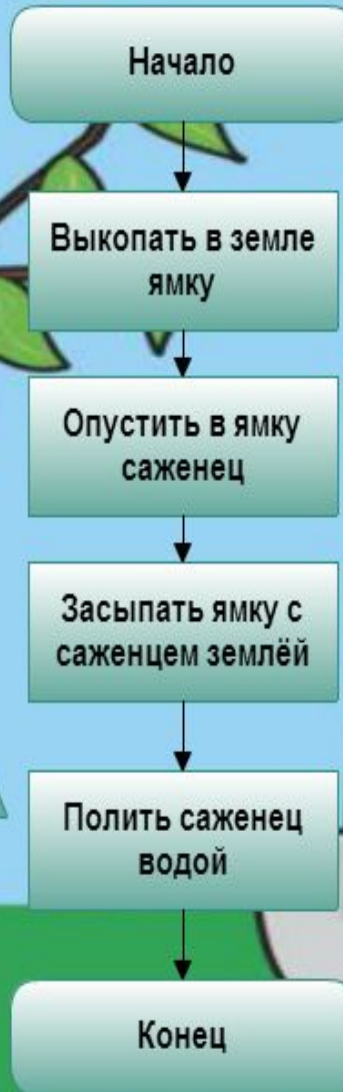 Начало
Выкопать в земле
ямку
Опустить в ямку
саженец
Засыпать ямку с
саженцем землёй
Полить саженец
водой
Конец